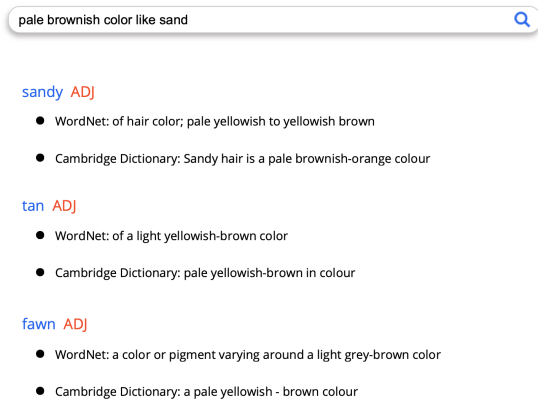 pale brownish color like sand
sandy ADJ
WordNet: of hair color; pale yellowish to yellowish brown
Cambridge Dictionary: Sandy hair is a pale brownish-orange colour
tan ADJ
WordNet: of a light yellowish-brown color
Cambridge Dictionary: pale yellowish-brown in colour
fawn ADJ
WordNet: a color or pigment varying around a light grey-brown color
Cambridge Dictionary: a pale yellowish - brown colour